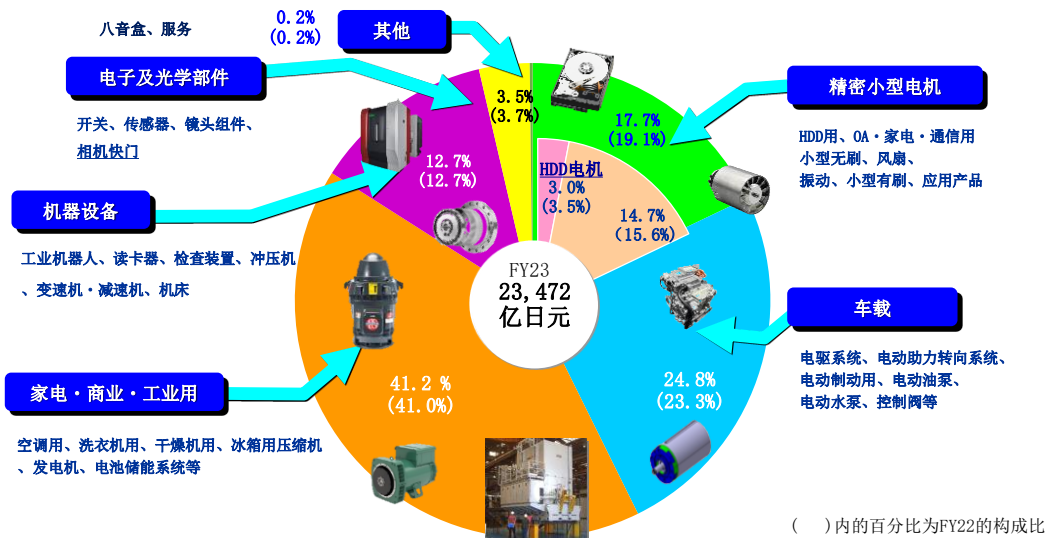 八音盒、服务
0.2%
(0.2%)
其他
电子及光学部件
开关、传感器、镜头组件、
相机快门
3.5%
(3.7%)
17.7%
(19.1%)
精密小型电机
HDD用、OA・家电・通信用
小型无刷、风扇、
振动、小型有刷、应用产品
12.7%
(12.7%)
HDD电机
3.0%
(3.5%)
14.7%
(15.6%)
机器设备
工业机器人、读卡器、检查装置、冲压机
、变速机・减速机、机床
FY23
23,472
亿日元
车载
电驱系统、电动助力转向系统、
电动制动用、电动油泵、
电动水泵、控制阀等
24.8%
(23.3%)
家电・商业・工业用
空调用、洗衣机用、干燥机用、冰箱用压缩机
、发电机、电池储能系统等
41.2 %
(41.0%)
(　)内的百分比为FY22的构成比